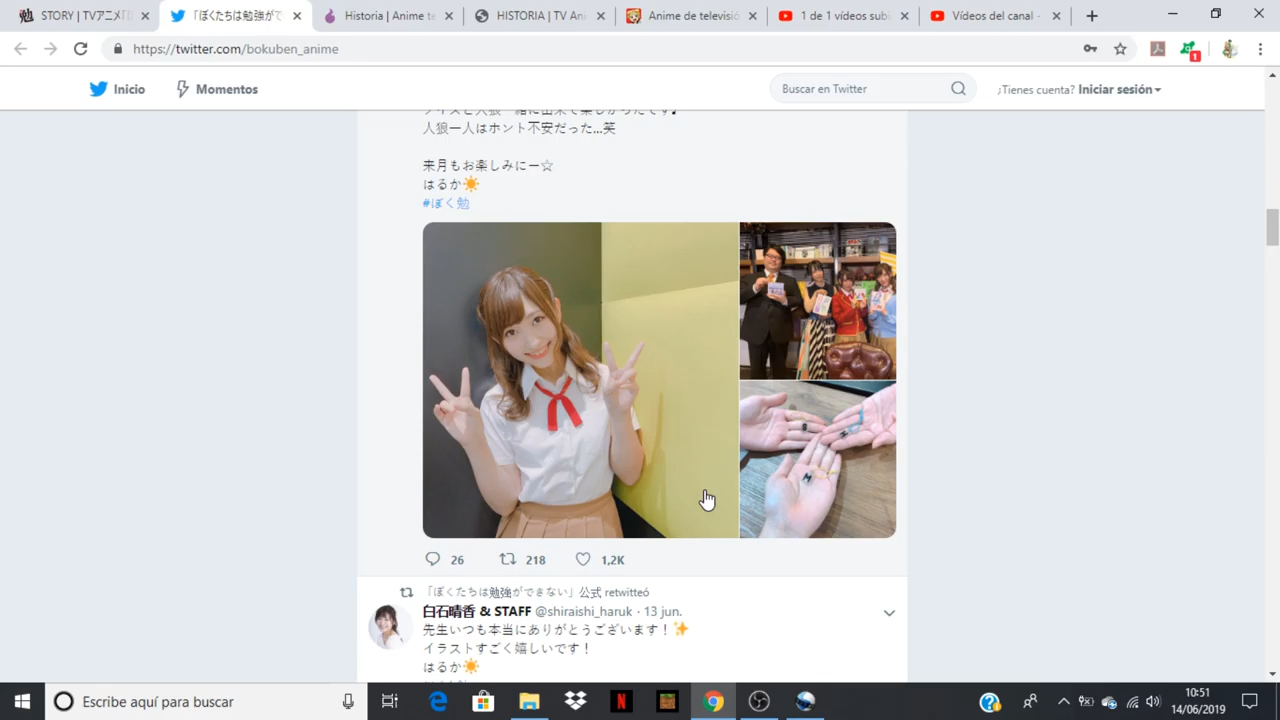 STORY | TVアニメ「ぼ
「ぼくたちは勉強がで
Historia | Anime te
HISTORIA | TV Ani
Anime de televisió
1 de 1 vídeos subi
Vídeos del canal -
https://twitter.com/bokuben_anime
1
Inicio
Momentos
Buscar en Twitter
¿Tienes cuenta? Iniciar sesión
人狼一人はホント不安だった...笑
来月もお楽しみにー☆
はるか☀
#ぼく勉
26
218
1,2K
「ぼくたちは勉強ができない」公式 retwitteó
白石晴香 & STAFF @shiraishi_haruk · 13 jun.
先生いつも本当にありがとうございます！✨
イラストすごく嬉しいです！
はるか☀
Escribe aquí para buscar
10:51
14/06/2019